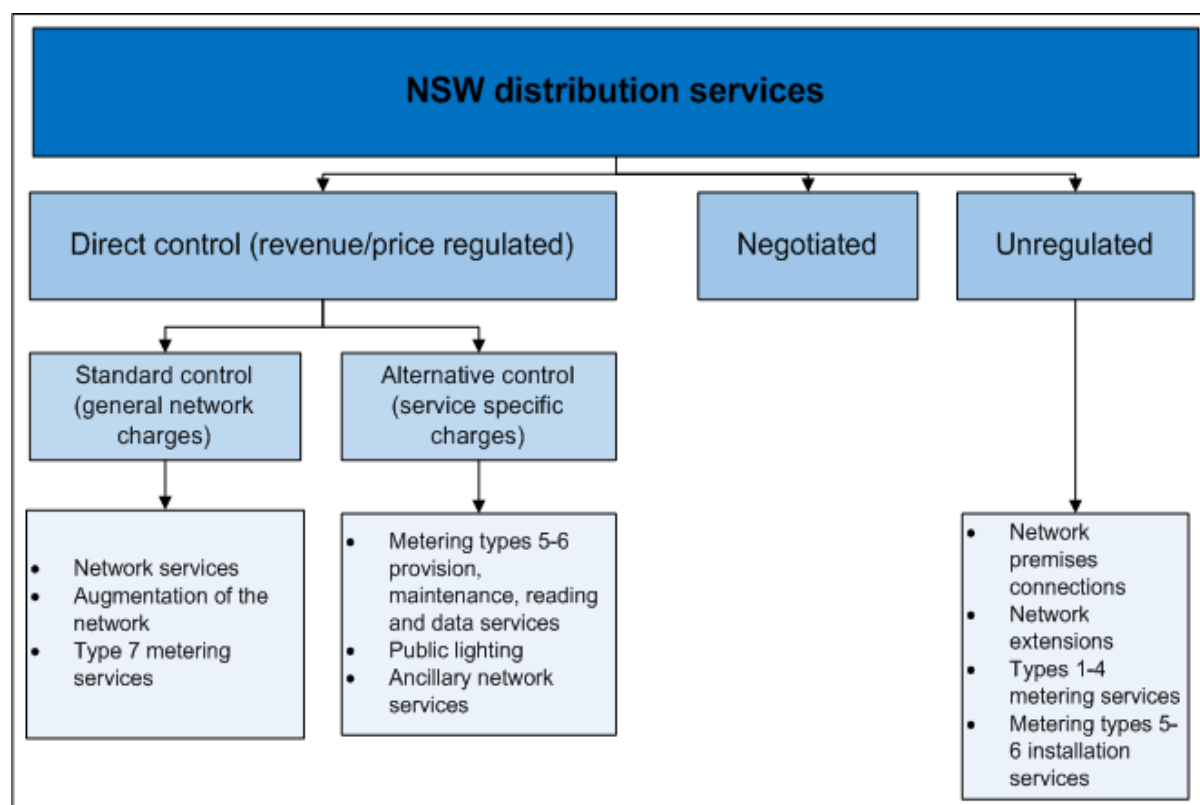 NSW distribution services
Direct control (revenue/price regulated)
Negotiated
Unregulated
Standard control
(general network
charges)
Alternative control
(service specific
charges)
• Network services
• Augmentation of the
network
• Type 7 metering
services
• Metering types 5-6
provision,
maintenance, reading
and data services
• Public lighting
• Ancillary network
services
• Network
premises
connections
• Network
extensions
• Types 1-4
metering services
• Metering types 5-
6 installation
services